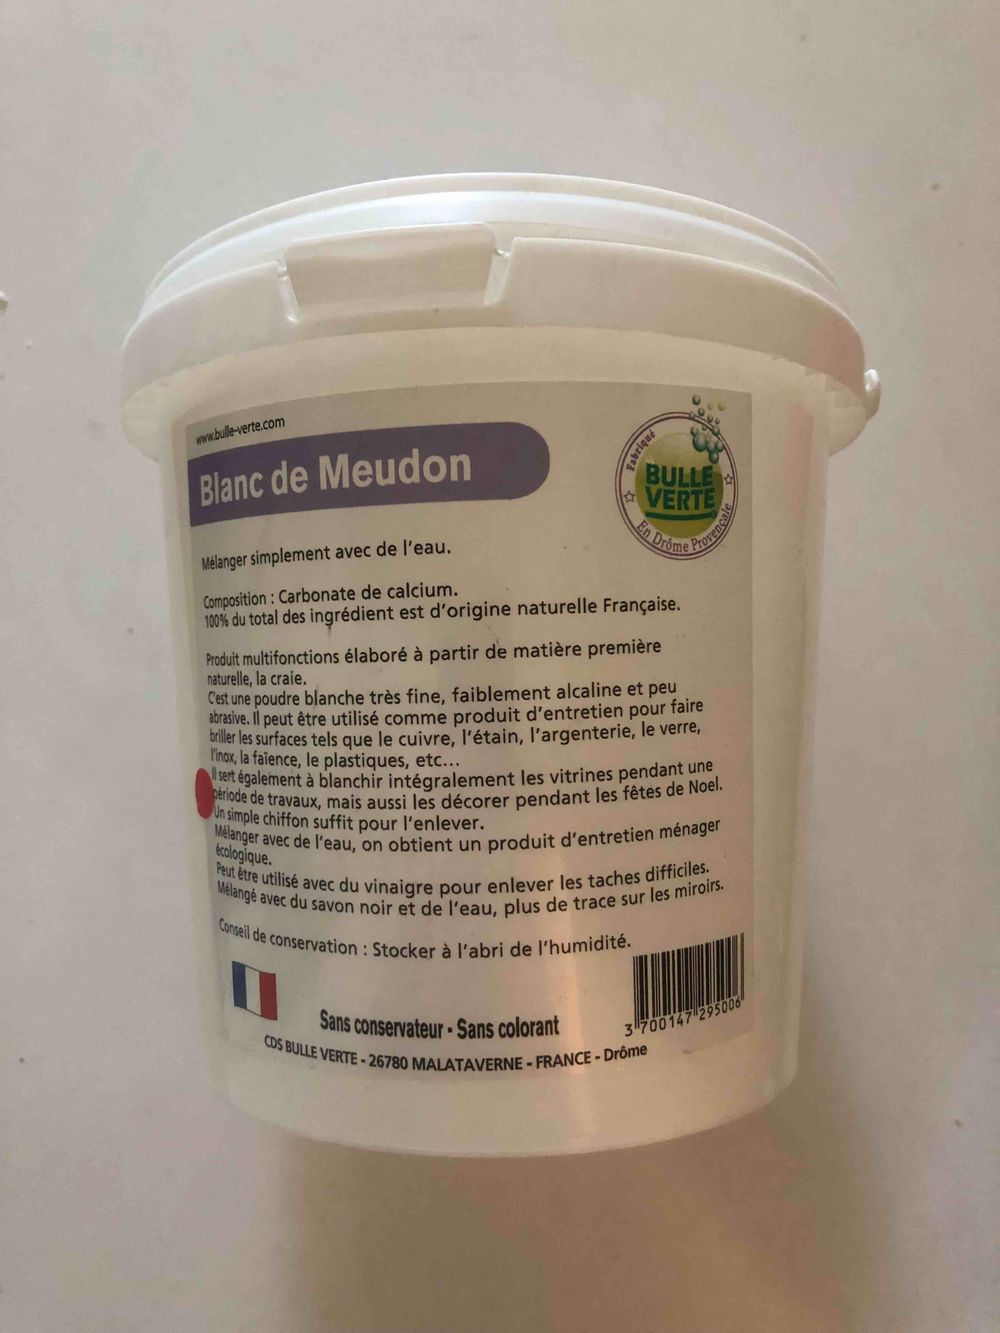 www.bulle-verte.com
Blanc de Meudon
Fabriqué
BULLE
VERTE
En Drôme Provençale
Mélanger simplement avec de l'eau.
Composition : Carbonate de calcium.
100% du total des ingrédient est d'origine naturelle Française.
Produit multifonctions élaboré à partir de matière première
naturelle, la craie.
C'est une poudre blanche très fine, faiblement alcaline et peu
abrasive. Il peut être utilisé comme produit d'entretien pour faire
briller les surfaces tels que le cuivre, l'étain, l'argenterie, le verre,
l'inox, la faïence, le plastiques, etc...
Il sert également à blanchir intégralement les vitrines pendant une
période de travaux, mais aussi les décorer pendant les fêtes de Noel.
Un simple chiffon suffit pour l'enlever.
Mélanger avec de l'eau, on obtient un produit d'entretien ménager
écologique.
Peut être utilisé avec du vinaigre pour enlever les taches difficiles.
Mélangé avec du savon noir et de l'eau, plus de trace sur les miroirs.
Conseil de conservation : Stocker à l'abri de l'humidité.
3 700147 295006
Sans conservateur - Sans colorant
CDS BULLE VERTE - 26780 MALATAVERNE - FRANCE - Drôme